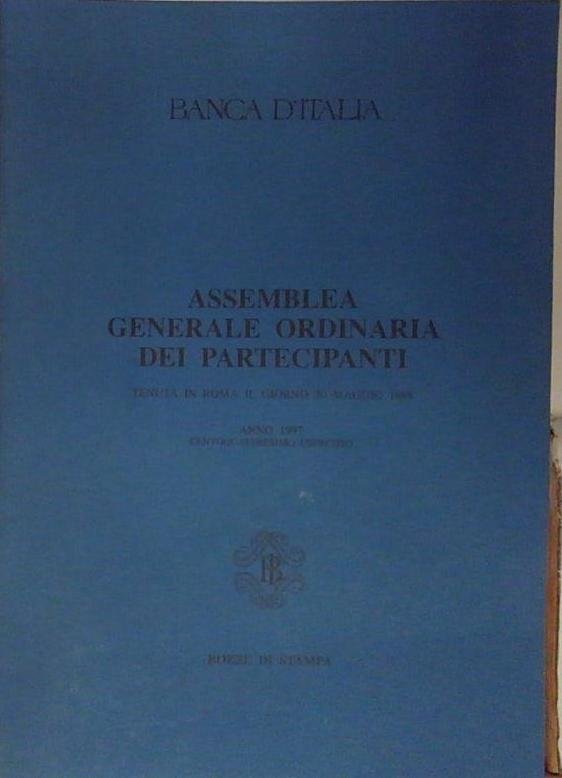 BANCA D'ITALIA
ASSEMBLEA
GENERALE ORDINARIA
DEI PARTECIPANTI
TENUTA IN ROMA IL GIORNO 30 MAGGIO 1998
ANNO 1997
ESERCIZIO
BI
BOZZE DI STAMPA